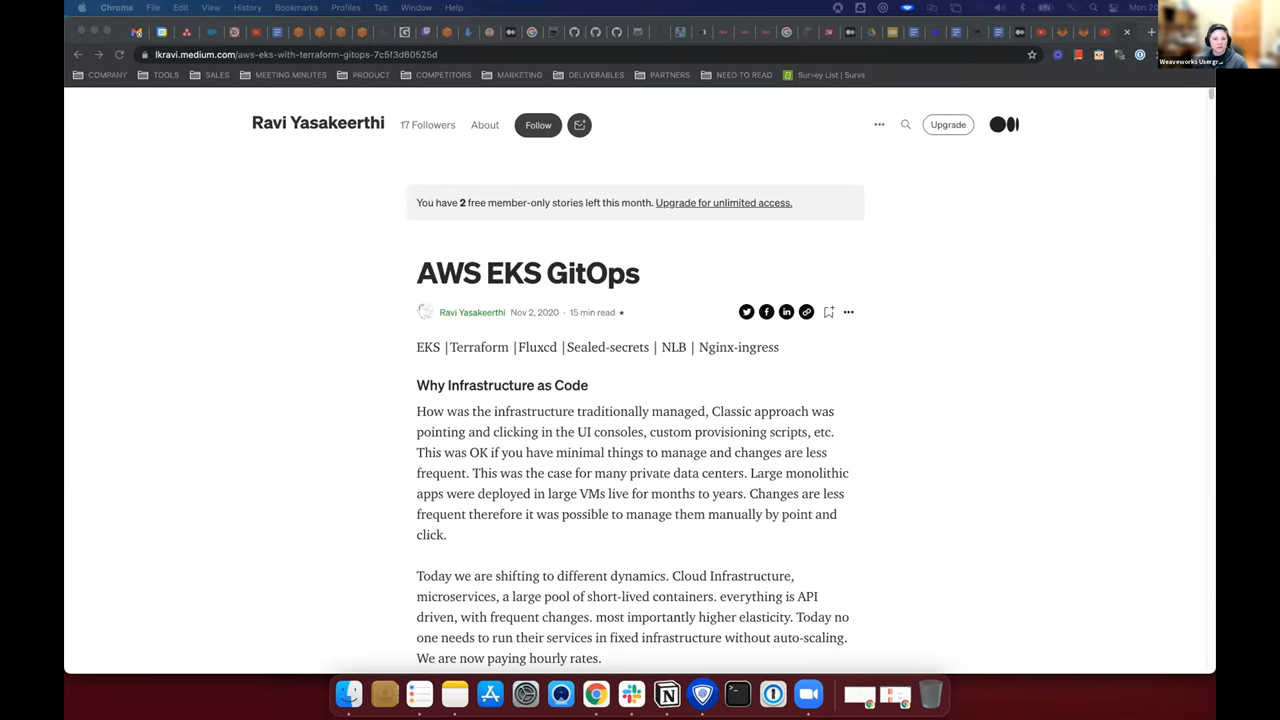 Chrome File Edit View History Bookmarks Profiles Tab Window Help
Mon 20
lkravi.medium.com/aws-eks-with-terraform-gitops-7c5f3d60525d
COMPANY TOOLS SALES MEETING MINUTES PRODUCT COMPETITORS MARKETING DELIVERABLES PARTNERS NEED TO READ Survey List | Survs
Weaveworks Usergr...
Ravi Yasakeerthi 17 Followers About Follow Upgrade
You have 2 free member-only stories left this month. Upgrade for unlimited access.
AWS EKS GitOps
Ravi Yasakeerthi Nov 2, 2020 · 15 min read ★
EKS |Terraform |Fluxcd |Sealed-secrets | NLB | Nginx-ingress
Why Infrastructure as Code
How was the infrastructure traditionally managed, Classic approach was
pointing and clicking in the UI consoles, custom provisioning scripts, etc.
This was OK if you have minimal things to manage and changes are less
frequent. This was the case for many private data centers. Large monolithic
apps were deployed in large VMs live for months to years. Changes are less
frequent therefore it was possible to manage them manually by point and
click.
Today we are shifting to different dynamics. Cloud Infrastructure,
microservices, a large pool of short-lived containers. everything is API
driven, with frequent changes. most importantly higher elasticity. Today no
one needs to run their services in fixed infrastructure without auto-scaling.
We are now paying hourly rates.